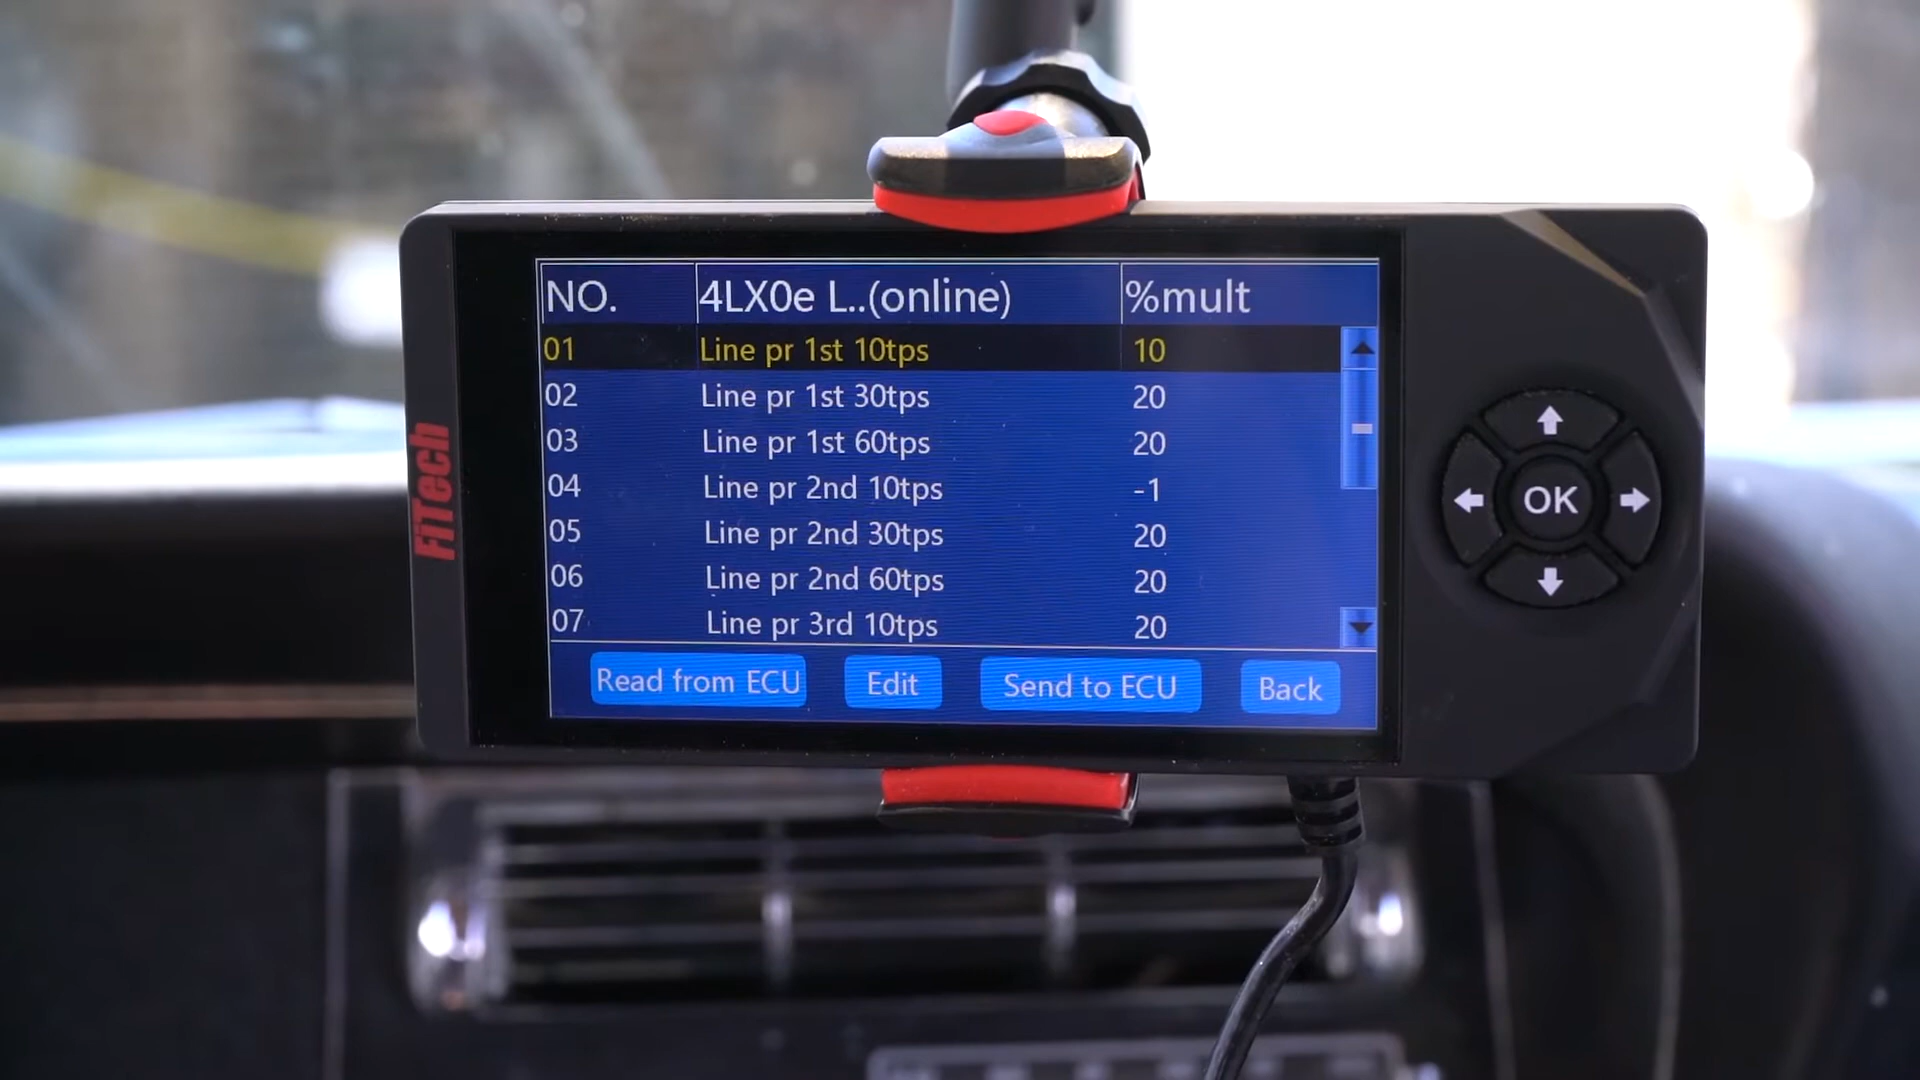 NO. 4LX0e L..(online) %mult
01 Line pr 1st 10tps 10
02 Line pr 1st 30tps 20
03 Line pr 1st 60tps 20
04 Line pr 2nd 10tps -1
05 Line pr 2nd 30tps 20
06 Line pr 2nd 60tps 20
07 Line pr 3rd 10tps 20
Read from ECU Edit Send to ECU Back
FiTech
OK